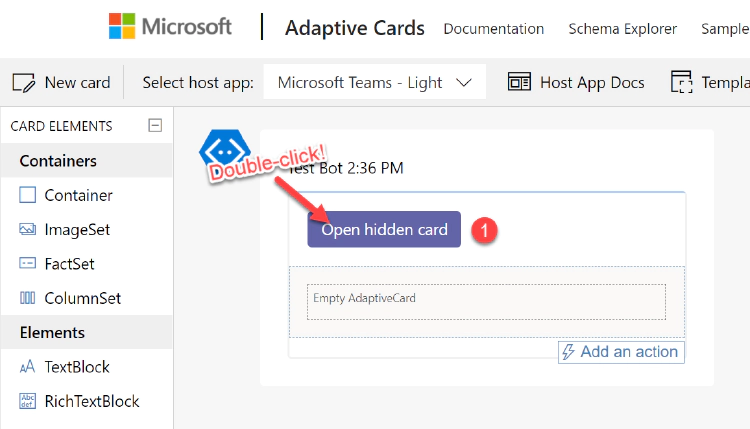 Microsoft | Adaptive Cards Documentation Schema Explorer Sample
New card Select host app: Microsoft Teams - Light Host App Docs Templa
CARD ELEMENTS
Containers
Container
ImageSet
FactSet
ColumnSet
Elements
TextBlock
RichTextBlock
Double-click!
Test Bot 2:36 PM
Open hidden card 1
Empty AdaptiveCard
Add an action